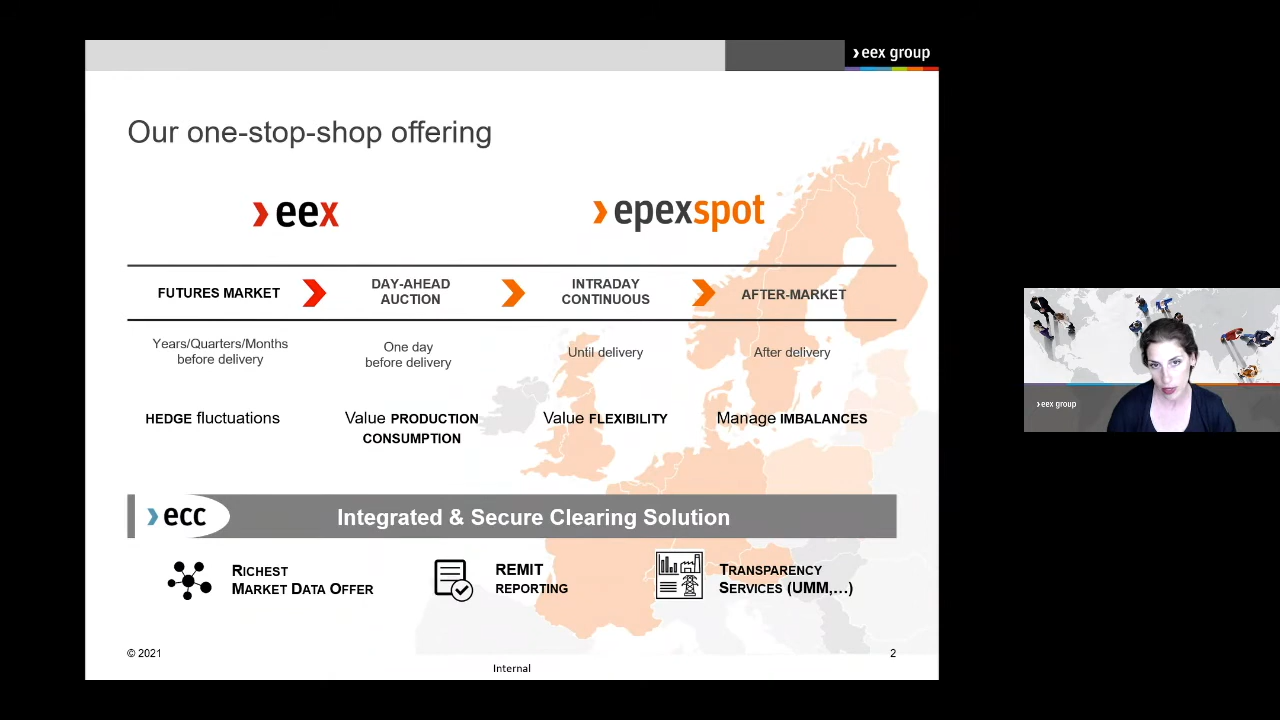 ›eex group
Our one-stop-shop offering
›eex
›epexspot
FUTURES MARKET
DAY-AHEAD
AUCTION
INTRADAY
CONTINUOUS
AFTER-MARKET
Years/Quarters/Months
before delivery
One day
before delivery
Until delivery
After delivery
HEDGE fluctuations
Value PRODUCTION
CONSUMPTION
Value FLEXIBILITY
Manage IMBALANCES
›ecc
Integrated & Secure Clearing Solution
RICHEST
MARKET DATA OFFER
REMIT
REPORTING
TRANSPARENCY
SERVICES (UMM,...)
© 2021
2
Internal
›eex group